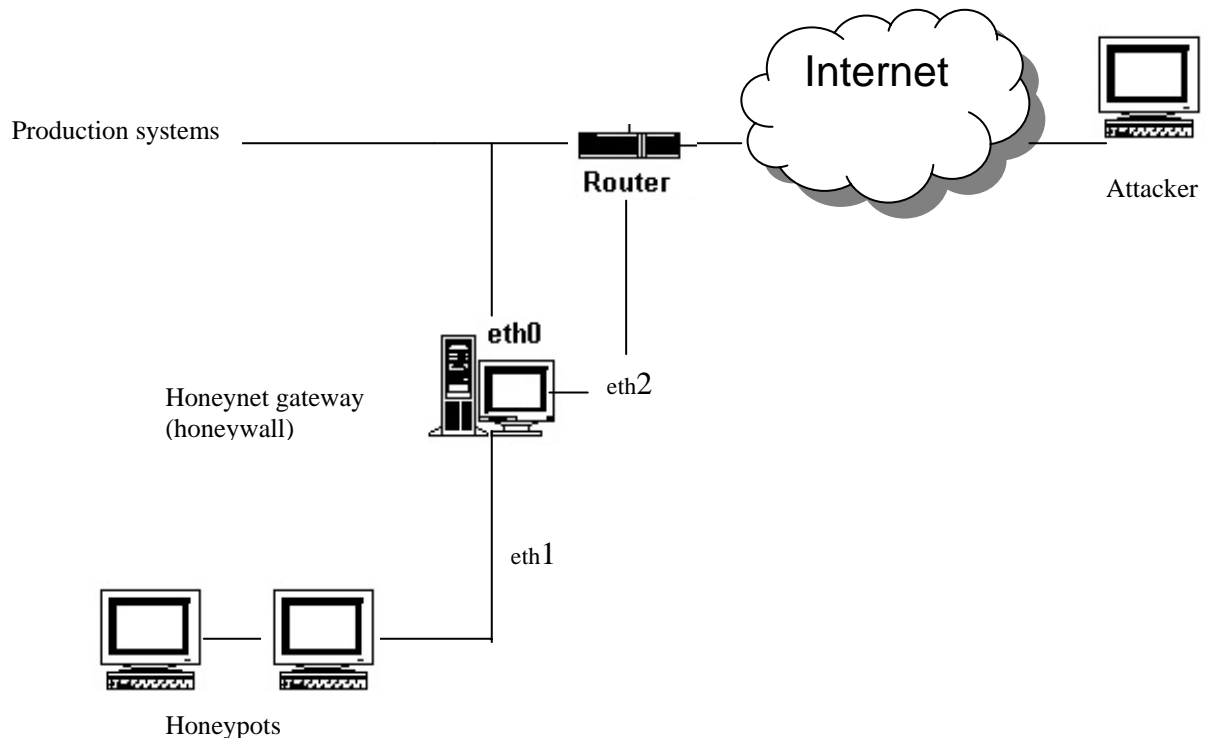 Internet
Production systems
Router
Attacker
eth0
eth2
Honeynet gateway
(honeywall)
eth1
Honeypots